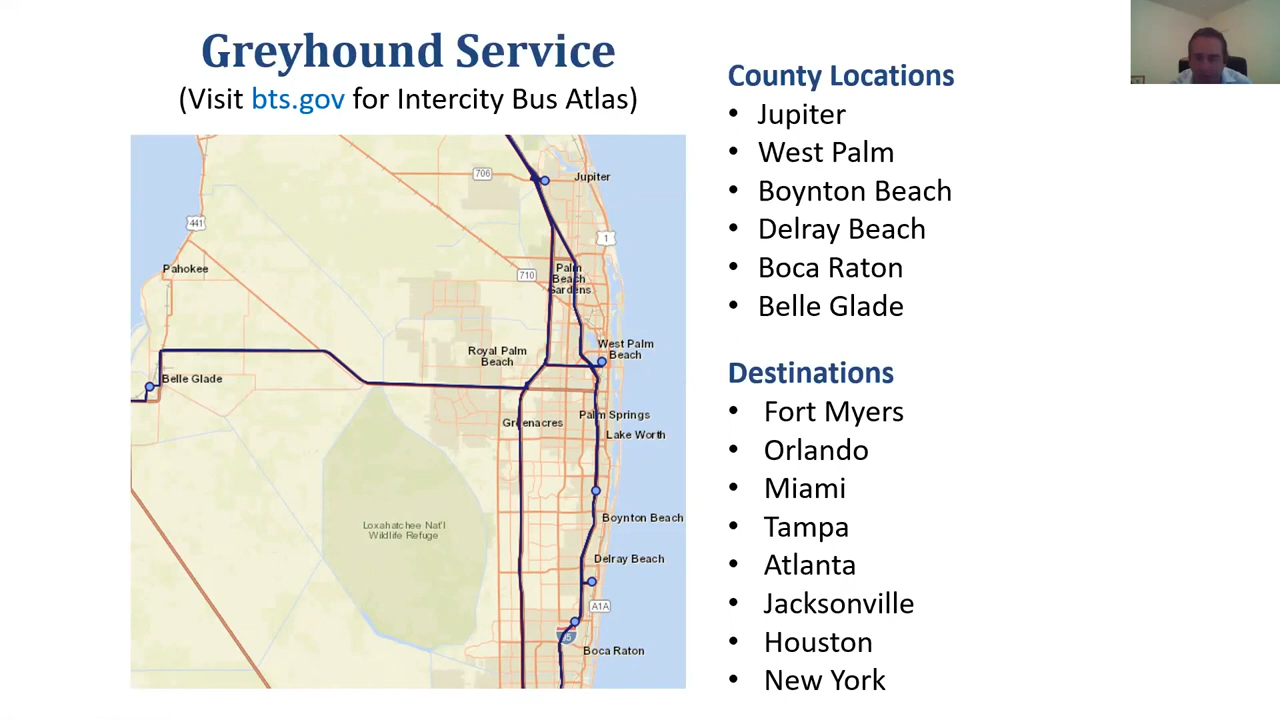 Greyhound Service
(Visit bts.gov for Intercity Bus Atlas)
706
Jupiter
441
1
Pahokee
710
Palm
Beach
Gardens
Royal Palm
Beach
West Palm
Beach
Belle Glade
Palm Springs
Greenacres
Lake Worth
Boynton Beach
Loxahatchee Nat'l
Wildlife Refuge
Delray Beach
A1A
95
Boca Raton
County Locations
• Jupiter
• West Palm
• Boynton Beach
• Delray Beach
• Boca Raton
• Belle Glade
Destinations
• Fort Myers
• Orlando
• Miami
• Tampa
• Atlanta
• Jacksonville
• Houston
• New York